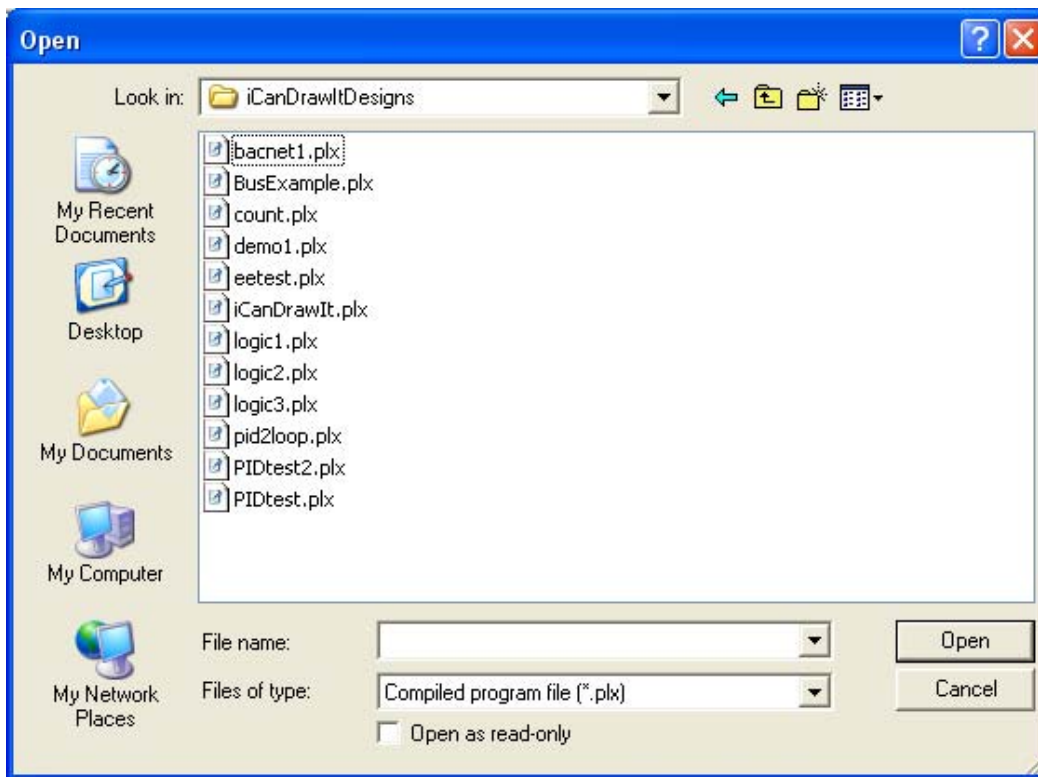 Open
Look in:
iCanDrawItDesigns
My Recent
Documents
Desktop
My Documents
My Computer
My Network
Places
bacnet1.plx
BusExample.plx
count.plx
demo1.plx
eetest.plx
iCanDrawIt.plx
logic1.plx
logic2.plx
logic3.plx
pid2loop.plx
PIDtest2.plx
PIDtest.plx
File name:
Open
Files of type:
Compiled program file (*.plx)
Cancel
Open as read-only